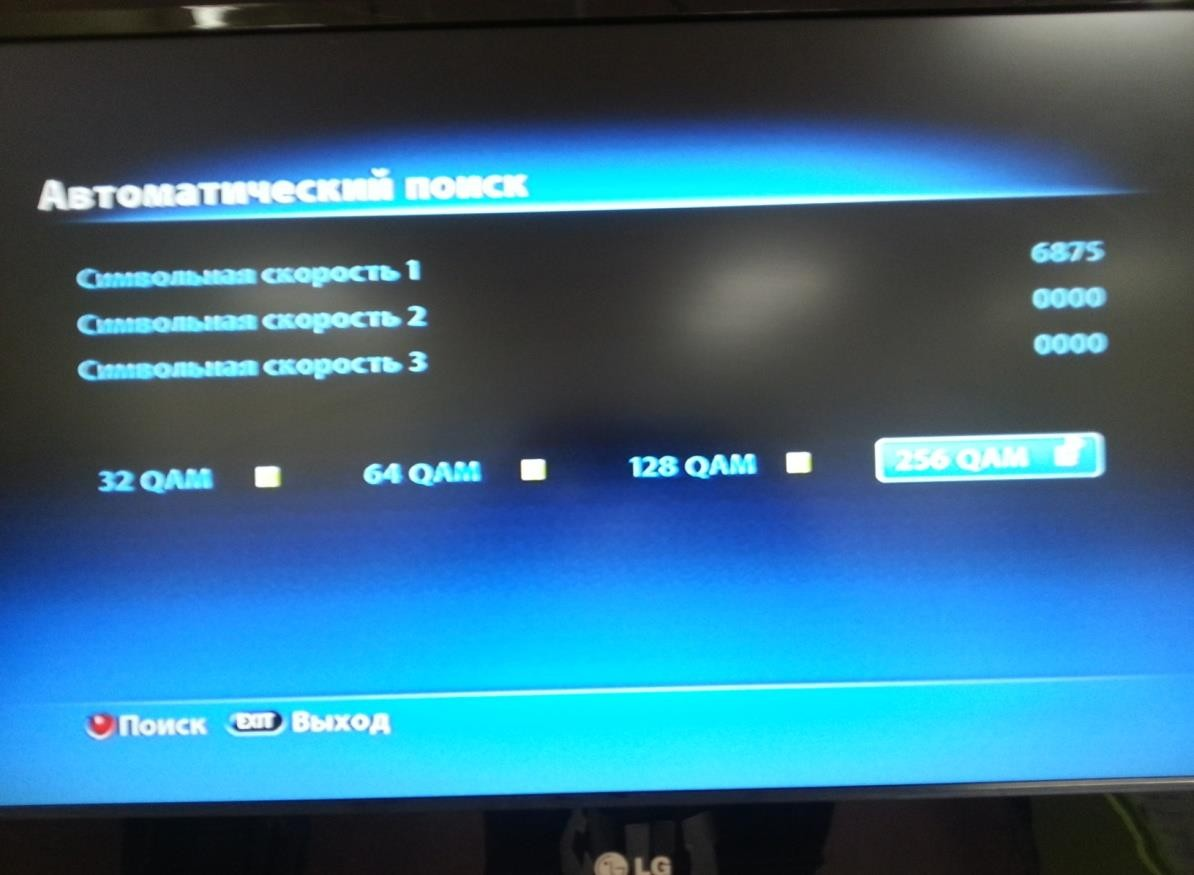 Автоматический поиск
Символьная скорость 1 6875
Символьная скорость 2 0000
Символьная скорость 3 0000
32 QAM 64 QAM 128 QAM 256 QAM
Поиск EXIT Выход
LG